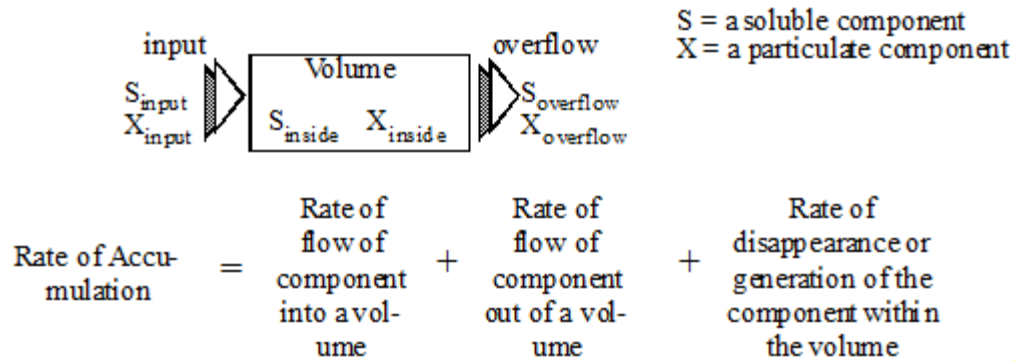 S = a soluble component
X = a particulate component
input
overflow
Volume
S_input
X_input
S_inside X_inside
S_overflow
X_overflow
Rate of Accu-
mulation
=
Rate of
flow of
component
into a vol-
ume
+
Rate of
flow of
component
out of a vol-
ume
+
Rate of
disappearance or
generation of the
component within
the volume